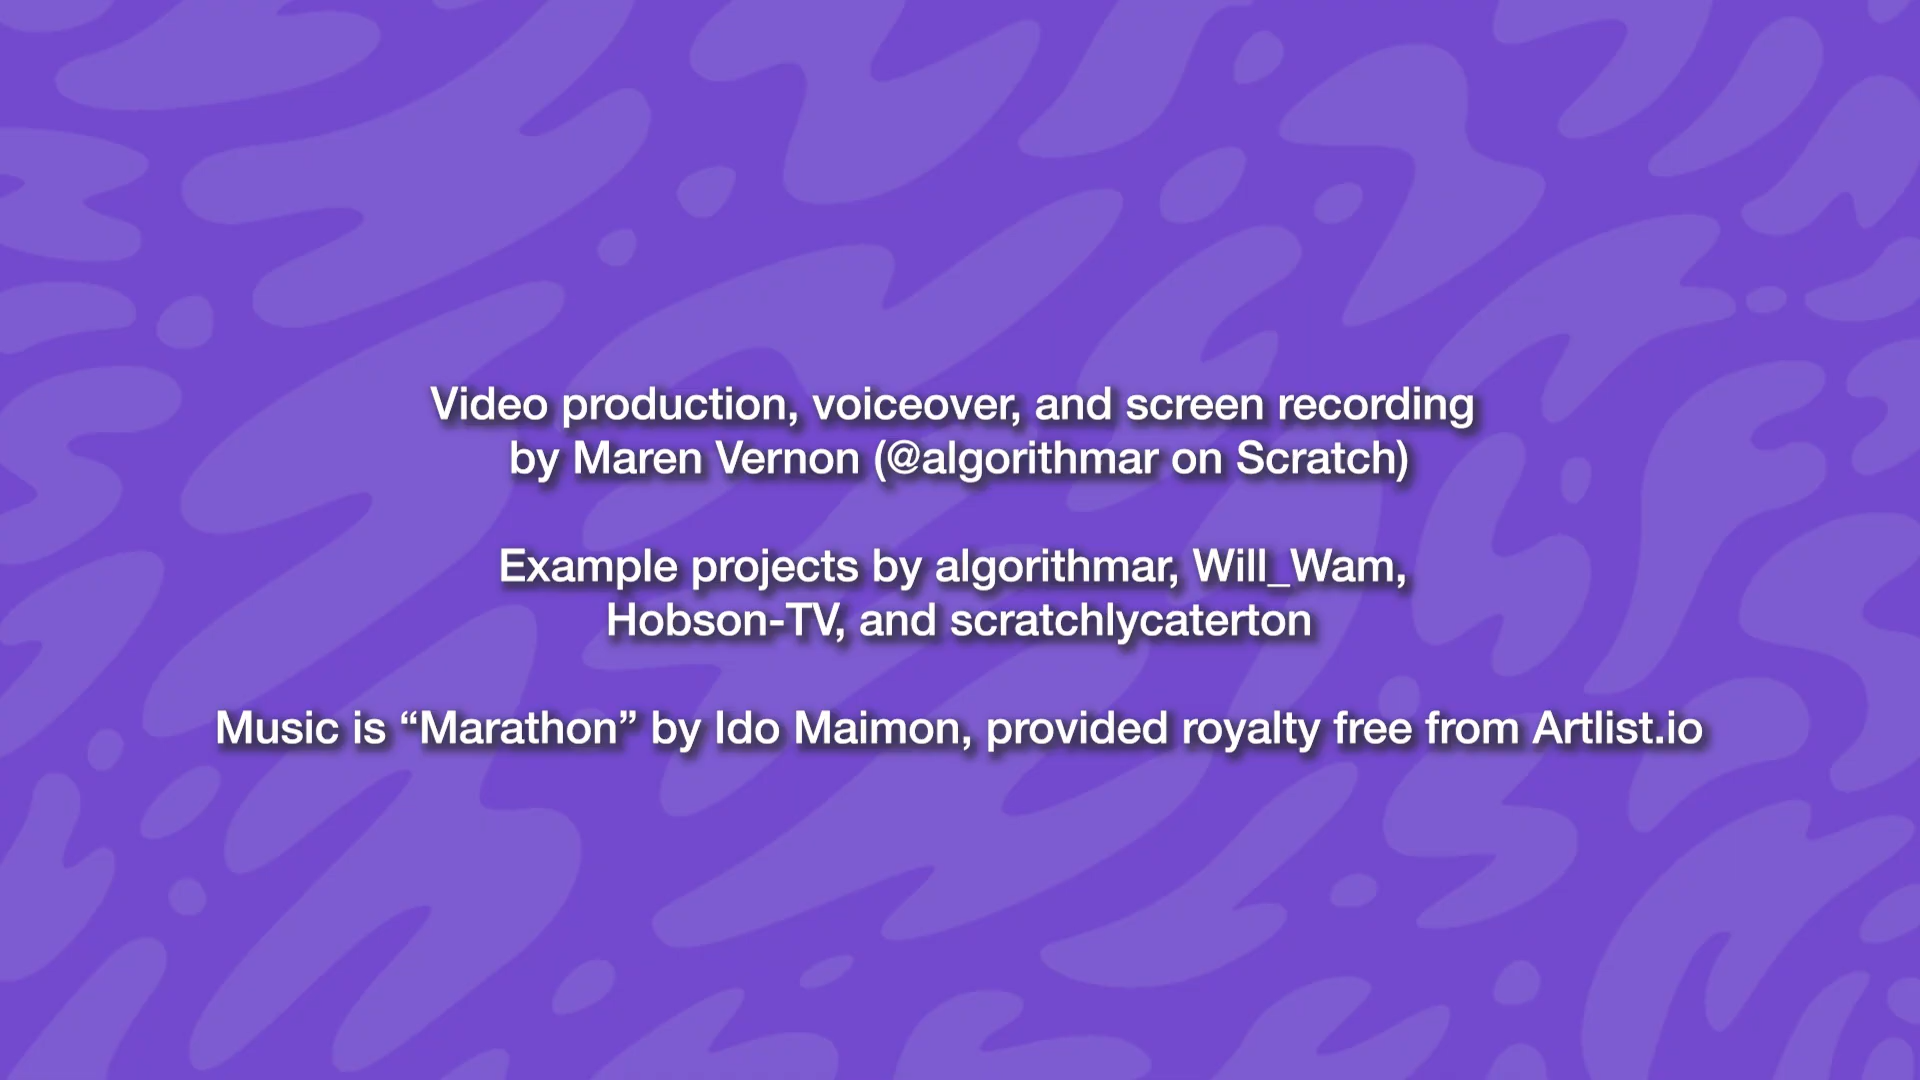 Video production, voiceover, and screen recording
by Maren Vernon (@algorithmar on Scratch)
Example projects by algorithmar, Will_Wam,
Hobson-TV, and scratchlycaterton
Music is “Marathon” by Ido Maimon, provided royalty free from Artlist.io